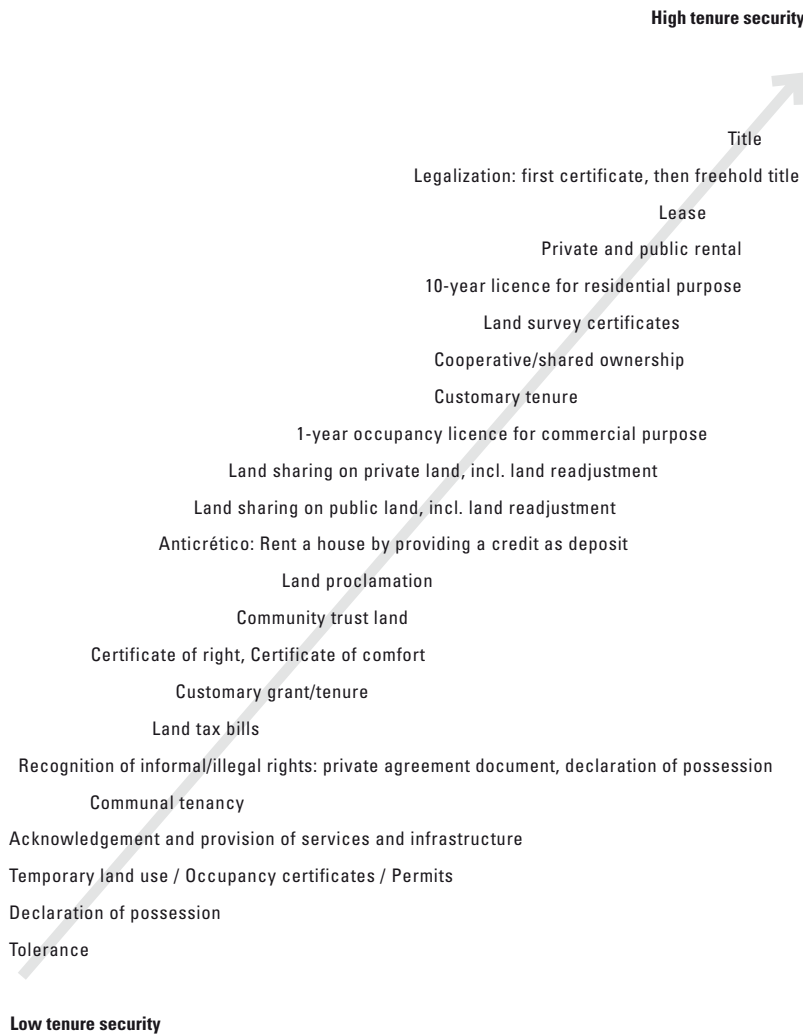 High tenure security
Title
Legalization: first certificate, then freehold title
Lease
Private and public rental
10-year licence for residential purpose
Land survey certificates
Cooperative/shared ownership
Customary tenure
1-year occupancy licence for commercial purpose
Land sharing on private land, incl. land readjustment
Land sharing on public land, incl. land readjustment
Anticrético: Rent a house by providing a credit as deposit
Land proclamation
Community trust land
Certificate of right, Certificate of comfort
Customary grant/tenure
Land tax bills
Recognition of informal/illegal rights: private agreement document, declaration of possession
Communal tenancy
Acknowledgement and provision of services and infrastructure
Temporary land use / Occupancy certificates / Permits
Declaration of possession
Tolerance
Low tenure security